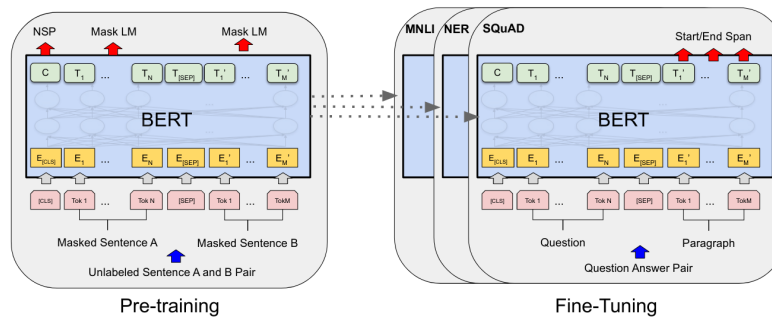 NSP Mask LM Mask LM
C T1 ... TN T[SEP] T1' ... TM'
BERT
E[CLS] E1 ... EN E[SEP] E1' ... EM'
[CLS] Tok 1 ... Tok N [SEP] Tok 1 ... TokM
Masked Sentence A Masked Sentence B
Unlabeled Sentence A and B Pair
Pre-training
MNLI NER SQuAD
Start/End Span
C T1 ... TN T[SEP] T1' ... TM'
BERT
E[CLS] E1 ... EN E[SEP] E1' ... EM'
[CLS] Tok 1 ... Tok N [SEP] Tok 1 ... TokM
Question Paragraph
Question Answer Pair
Fine-Tuning